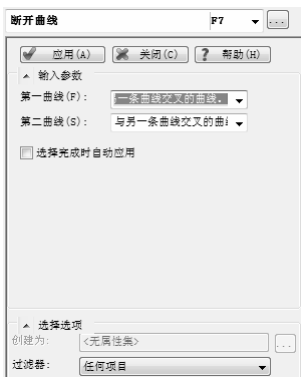 断开曲线 F7 ...
应用(A) 关闭(C) ? 帮助(H)
输入参数
第一曲线(F): 一条曲线交叉的曲线.
第二曲线(S): 与另一条曲线交叉的曲
选择完成时自动应用
选择选项
创建为: <无属性集> ...
过滤器: 任何项目